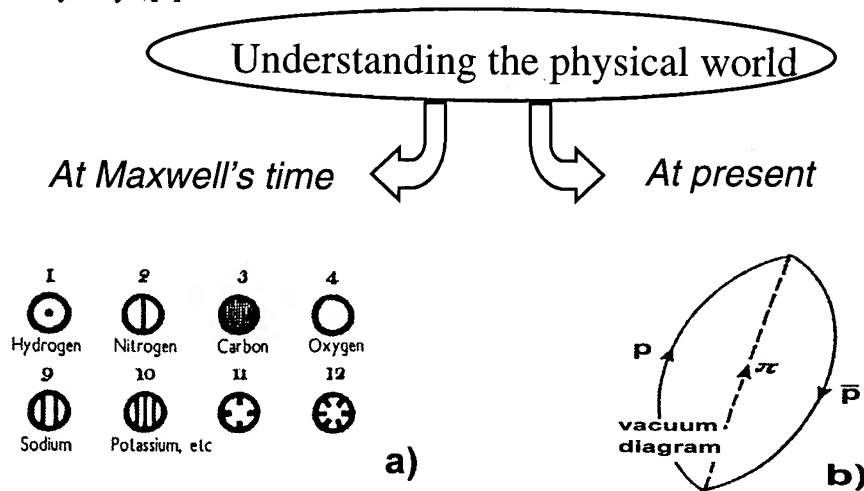 Understanding the physical world
At Maxwell's time
At present
1 2 3 4
Hydrogen Nitrogen Carbon Oxygen
9 10 11 12
Sodium Potassium, etc
a)
p
π
p̅
vacuum
diagram
b)